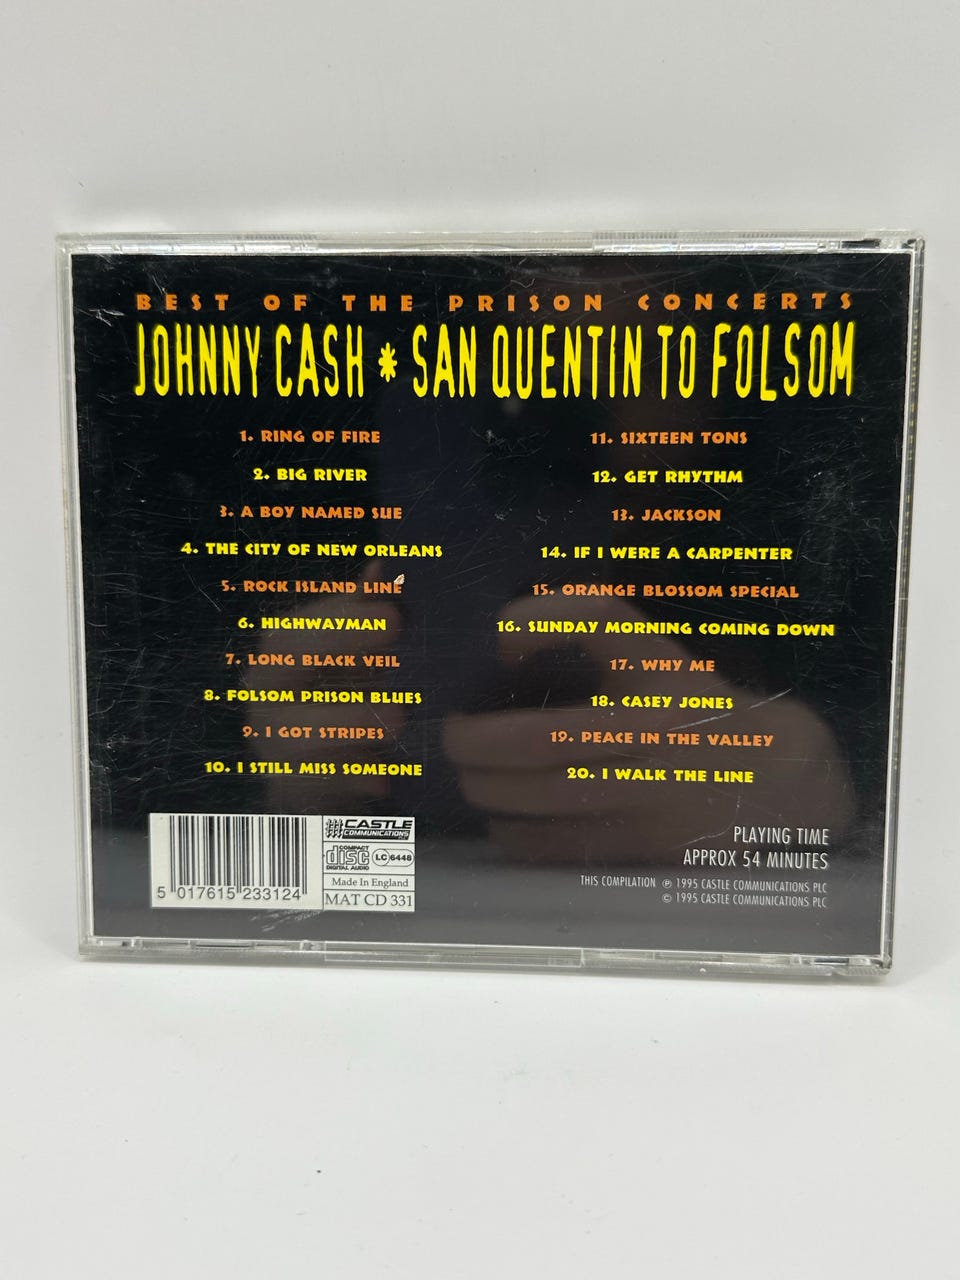 BEST OF THE PRISON CONCERTS
JOHNNY CASH * SAN QUENTIN TO FOLSOM
1. RING OF FIRE
2. BIG RIVER
3. A BOY NAMED SUE
4. THE CITY OF NEW ORLEANS
5. ROCK ISLAND LINE
6. HIGHWAYMAN
7. LONG BLACK VEIL
8. FOLSOM PRISON BLUES
9. I GOT STRIPES
10. I STILL MISS SOMEONE
11. SIXTEEN TONS
12. GET RHYTHM
13. JACKSON
14. IF I WERE A CARPENTER
15. ORANGE BLOSSOM SPECIAL
16. SUNDAY MORNING COMING DOWN
17. WHY ME
18. CASEY JONES
19. PEACE IN THE VALLEY
20. I WALK THE LINE
5 017615 233124
CASTLE
COMMUNICATIONS
COMPACT
disc
DIGITAL AUDIO
LC 6448
Made In England
MAT CD 331
PLAYING TIME
APPROX 54 MINUTES
THIS COMPILATION ℗ 1995 CASTLE COMMUNICATIONS PLC
© 1995 CASTLE COMMUNICATIONS PLC